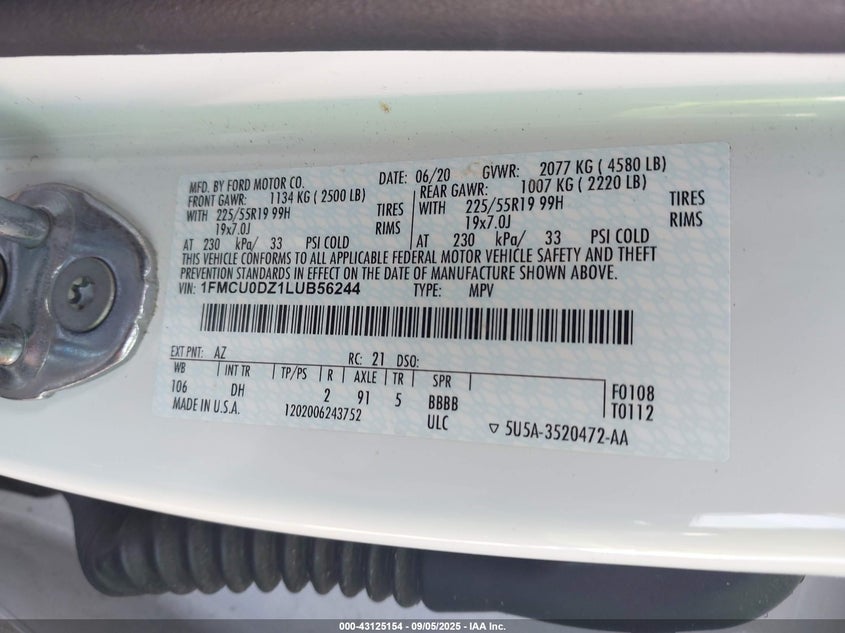 MFD. BY FORD MOTOR CO. DATE: 06/20 GVWR: 2077 KG ( 4580 LB)
FRONT GAWR: 1134 KG ( 2500 LB) REAR GAWR: 1007 KG ( 2220 LB)
WITH 225/55R19 99H TIRES WITH 225/55R19 99H TIRES
19x7.0J RIMS 19x7.0J RIMS
AT 230 kPa/ 33 PSI COLD AT 230 kPa/ 33 PSI COLD
THIS VEHICLE CONFORMS TO ALL APPLICABLE FEDERAL MOTOR VEHICLE SAFETY AND THEFT
PREVENTION STANDARDS IN EFFECT ON THE DATE OF MANUFACTURE SHOWN ABOVE.
VIN: 1FMCU0DZ1LUB56244 TYPE: MPV
EXT PNT: AZ RC: 21 DSO:
WB INT TR TP/PS R AXLE TR SPR
106 DH 2 91 5 BBBB F0108
MADE IN U.S.A. 1202006243752 ULC T0112
▽ 5U5A-3520472-AA
000-43125154 - 09/05/2025 - IAA Inc.